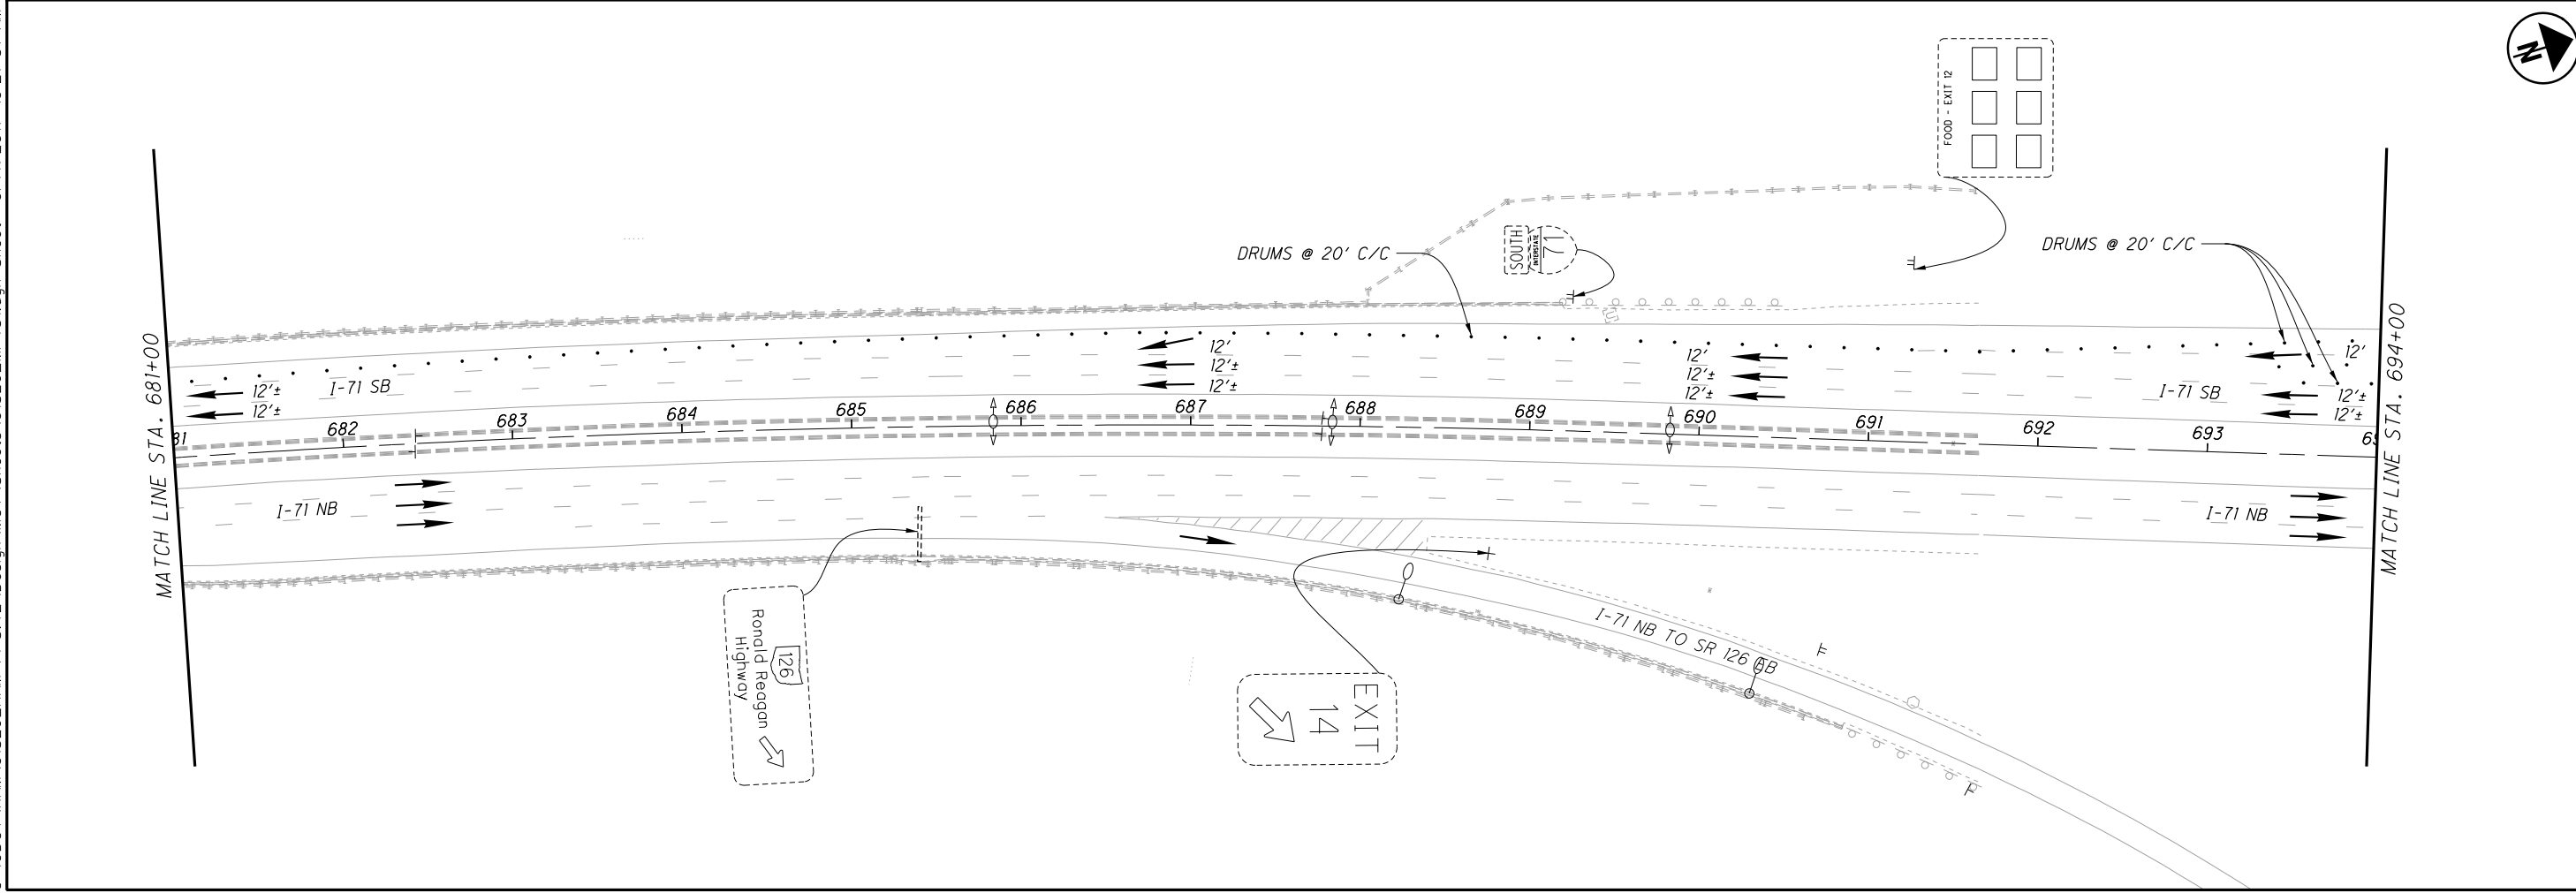 N
FOOD - EXIT 12
DRUMS @ 20' C/C
SOUTH
INTERSTATE
71
DRUMS @ 20' C/C
MATCH LINE STA. 681+00
MATCH LINE STA. 694+00
12'
12'±
12'±
12'
12'±
12'±
12'
12'±
12'±
I-71 SB
12'±
12'±
I-71 SB
81
682
683
684
685
686
687
688
689
690
691
692
693
69
I-71 NB
I-71 NB
I-71 NB TO SR 126 EB
126
Ronald Reagan
Highway
EXIT
14